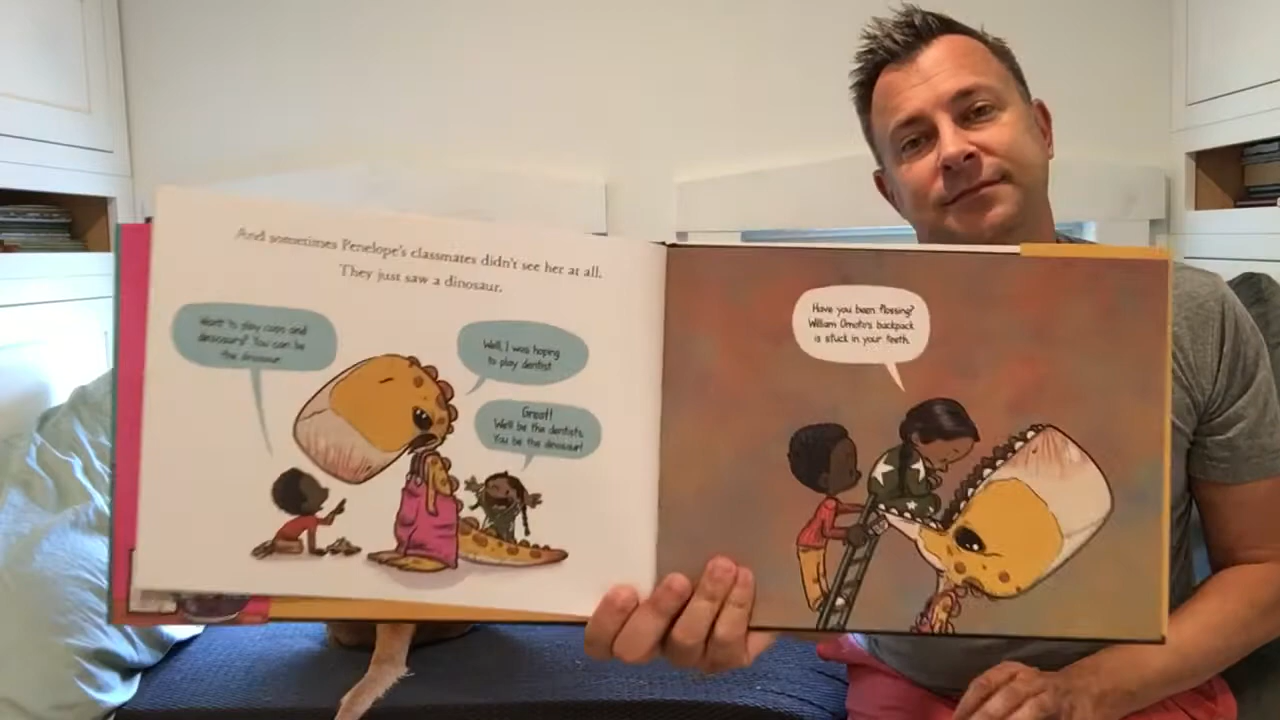 And sometimes Penelope's classmates didn't see her at all.
They just saw a dinosaur.
Want to play cops and
dinosaurs? You can be
the dinosaur.
Well, I was hoping
to play dentist.
Great!
We'll be the dentists.
You be the dinosaur!
Have you been flossing?
William Omoto's backpack
is stuck in your teeth.